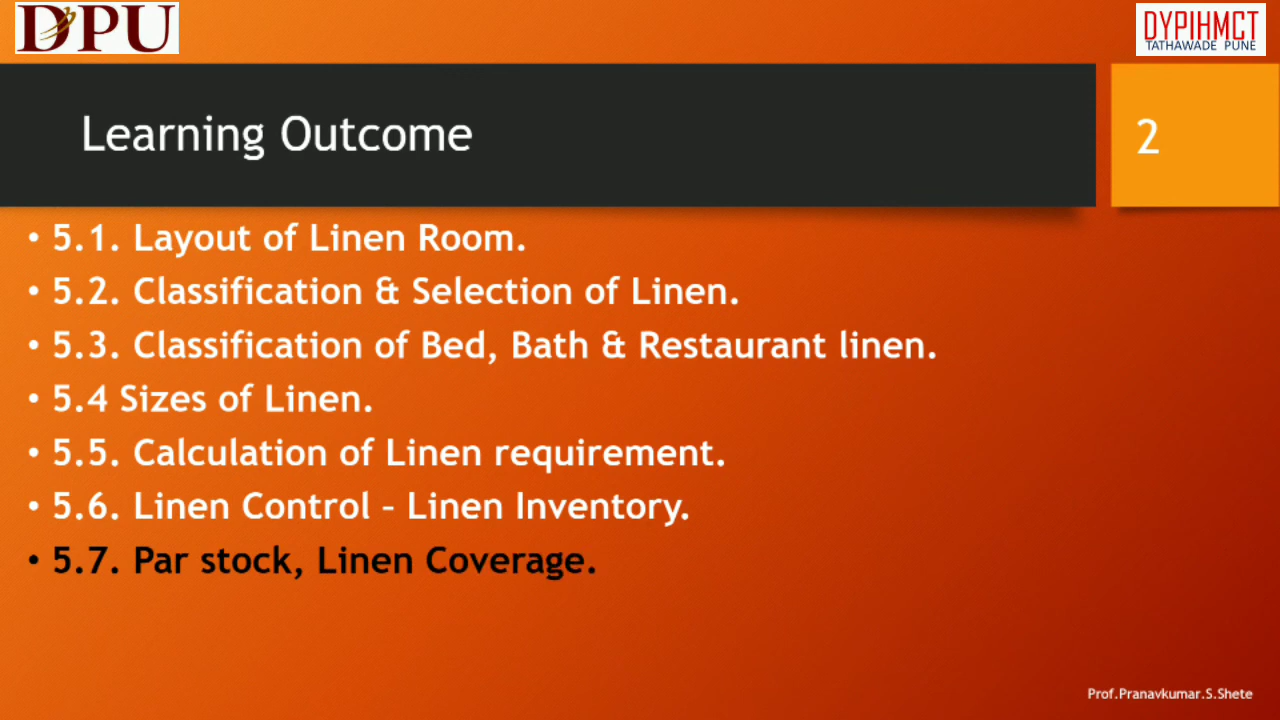 DPU
DYPIHMCT
TATHAWADE PUNE
Learning Outcome
2
• 5.1. Layout of Linen Room.
• 5.2. Classification & Selection of Linen.
• 5.3. Classification of Bed, Bath & Restaurant linen.
• 5.4 Sizes of Linen.
• 5.5. Calculation of Linen requirement.
• 5.6. Linen Control – Linen Inventory.
• 5.7. Par stock, Linen Coverage.
Prof.Pranavkumar.S.Shete